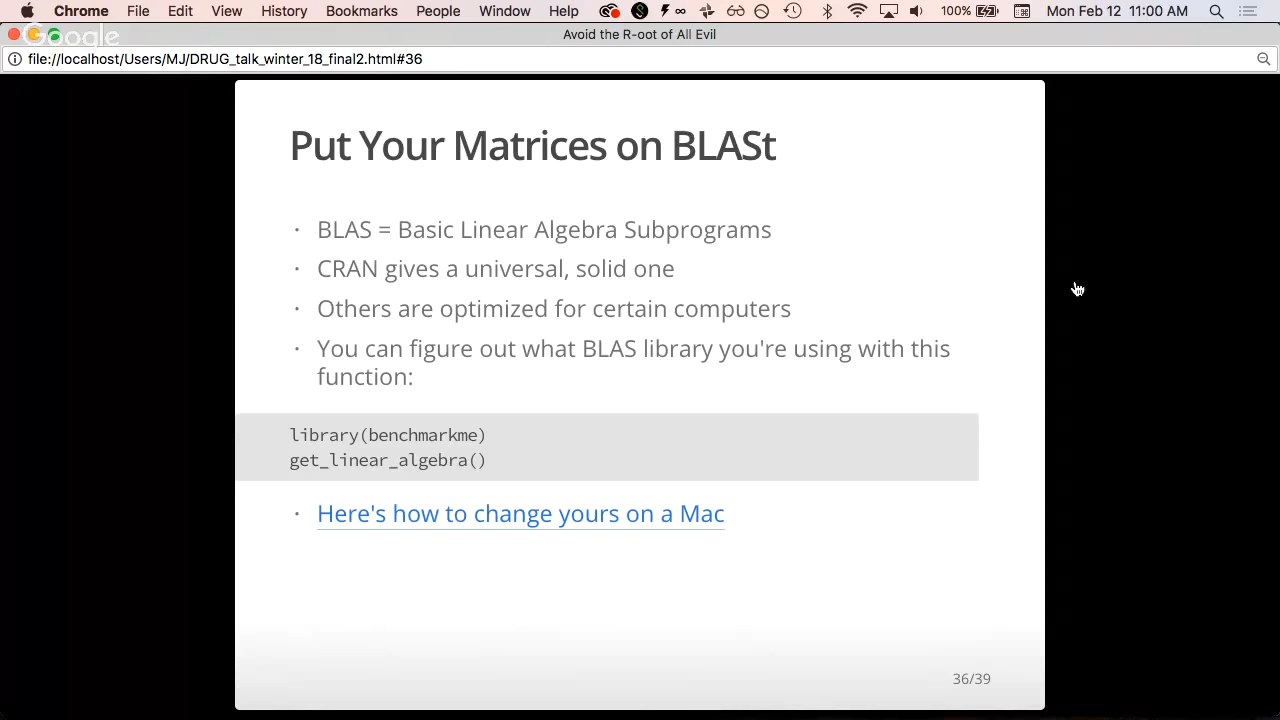 Chrome File Edit View History Bookmarks People Window Help 100% Mon Feb 12 11:00 AM
Google
Avoid the R-oot of All Evil
file://localhost/Users/MJ/DRUG_talk_winter_18_final2.html#36
Put Your Matrices on BLASt
· BLAS = Basic Linear Algebra Subprograms
· CRAN gives a universal, solid one
· Others are optimized for certain computers
· You can figure out what BLAS library you're using with this
function:
library(benchmarkme)
get_linear_algebra()
· Here's how to change yours on a Mac
36/39